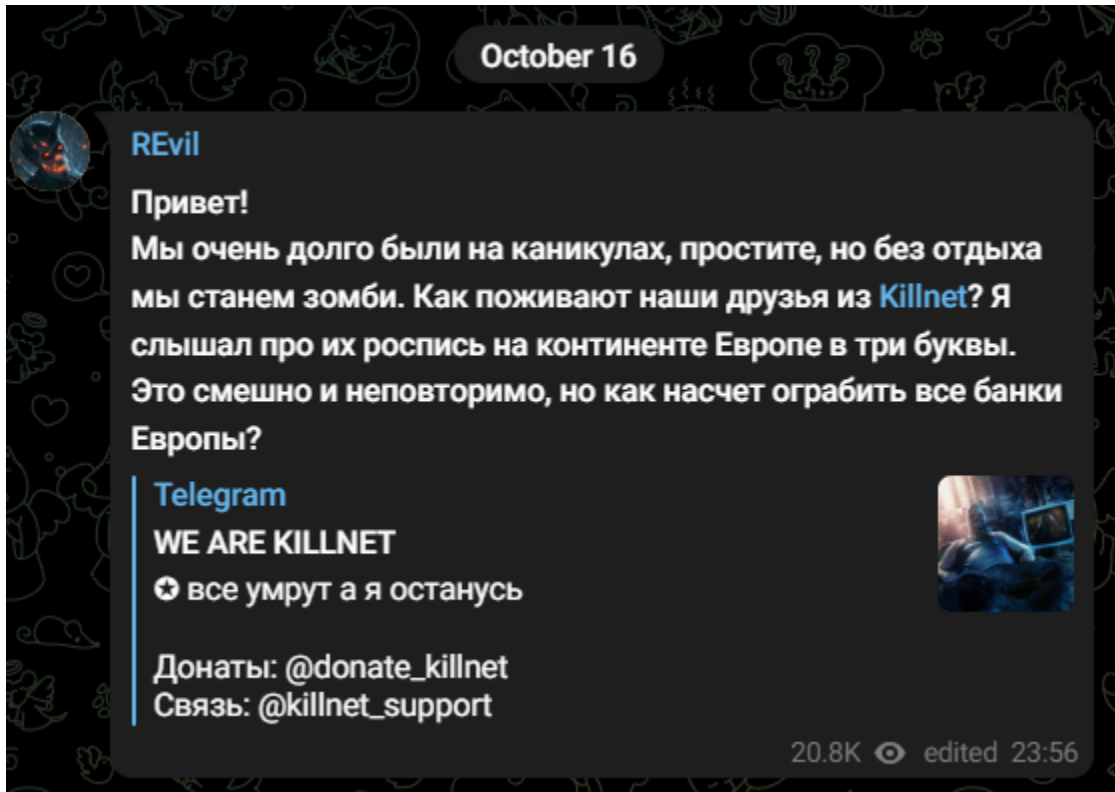 October 16
REvil
Привет!
Мы очень долго были на каникулах, простите, но без отдыха
мы станем зомби. Как поживают наши друзья из Killnet? Я
слышал про их роспись на континенте Европе в три буквы.
Это смешно и неповторимо, но как насчет ограбить все банки
Европы?
Telegram
WE ARE KILLNET
✪ все умрут а я останусь
Донаты: @donate_killnet
Связь: @killnet_support
20.8K edited 23:56